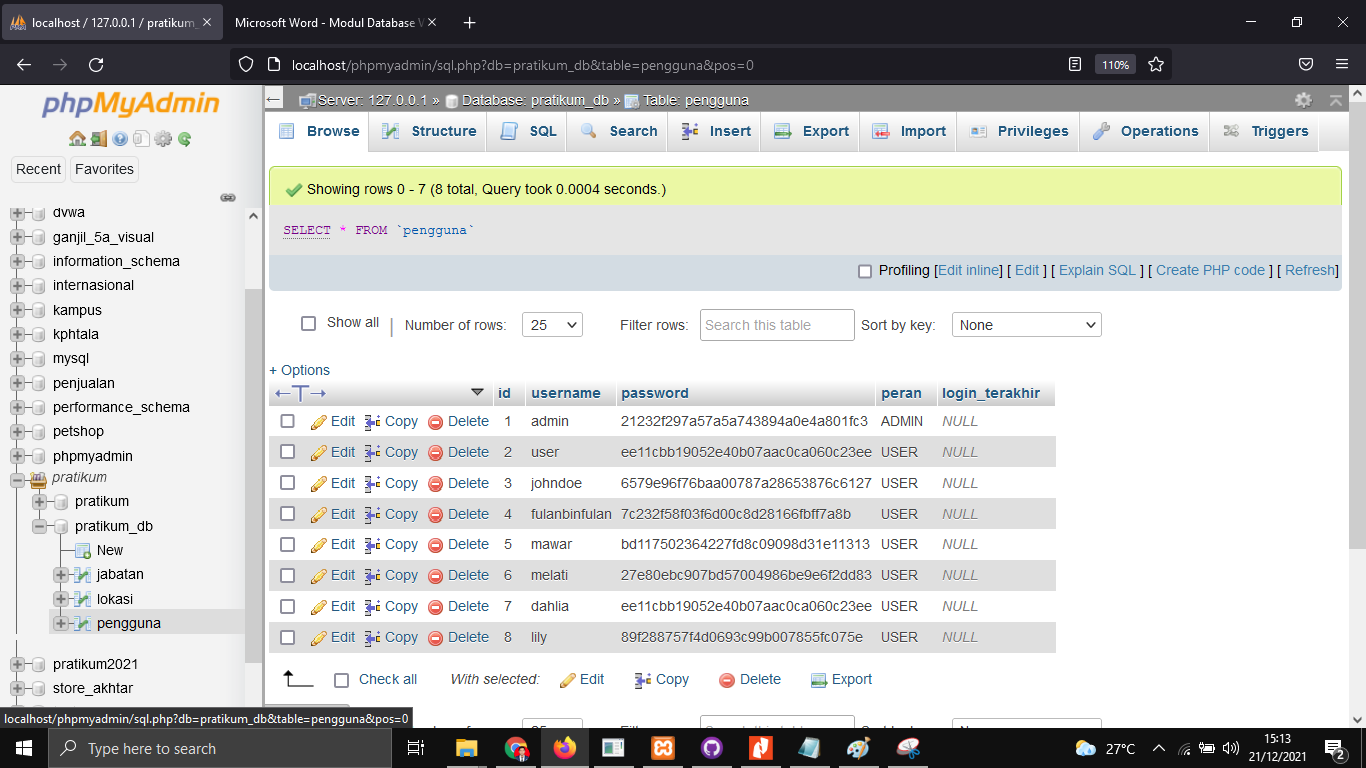 localhost / 127.0.0.1 / pratikum_
Microsoft Word - Modul Database V
localhost/phpmyadmin/sql.php?db=pratikum_db&table=pengguna&pos=0
110%
phpMyAdmin
Recent
Favorites
dvwa
ganjil_5a_visual
information_schema
internasional
kampus
kphtala
mysql
penjualan
performance_schema
petshop
phpmyadmin
pratikum
pratikum
pratikum_db
New
jabatan
lokasi
pengguna
pratikum2021
store_akhtar
Server: 127.0.0.1 » Database: pratikum_db » Table: pengguna
Browse Structure SQL Search Insert Export Import Privileges Operations Triggers
Showing rows 0 - 7 (8 total, Query took 0.0004 seconds.)
SELECT * FROM `pengguna`
Profiling [Edit inline] [ Edit ] [ Explain SQL ] [ Create PHP code ] [ Refresh]
Show all | Number of rows: 25 Filter rows: Search this table Sort by key: None
+ Options
←T→ id username password peran login_terakhir
Edit Copy Delete 1 admin 21232f297a57a5a743894a0e4a801fc3 ADMIN NULL
Edit Copy Delete 2 user ee11cbb19052e40b07aac0ca060c23ee USER NULL
Edit Copy Delete 3 johndoe 6579e96f76baa00787a28653876c6127 USER NULL
Edit Copy Delete 4 fulanbinfulan 7c232f58f03f6d00c8d28166fbff7a8b USER NULL
Edit Copy Delete 5 mawar bd117502364227fd8c09098d31e11313 USER NULL
Edit Copy Delete 6 melati 27e80ebc907bd57004986be9e6f2dd83 USER NULL
Edit Copy Delete 7 dahlia ee11cbb19052e40b07aac0ca060c23ee USER NULL
Edit Copy Delete 8 lily 89f288757f4d0693c99b007855fc075e USER NULL
Check all With selected: Edit Copy Delete Export
localhost/phpmyadmin/sql.php?db=pratikum_db&table=pengguna&pos=0
Type here to search
27°C
15:13
21/12/2021
2